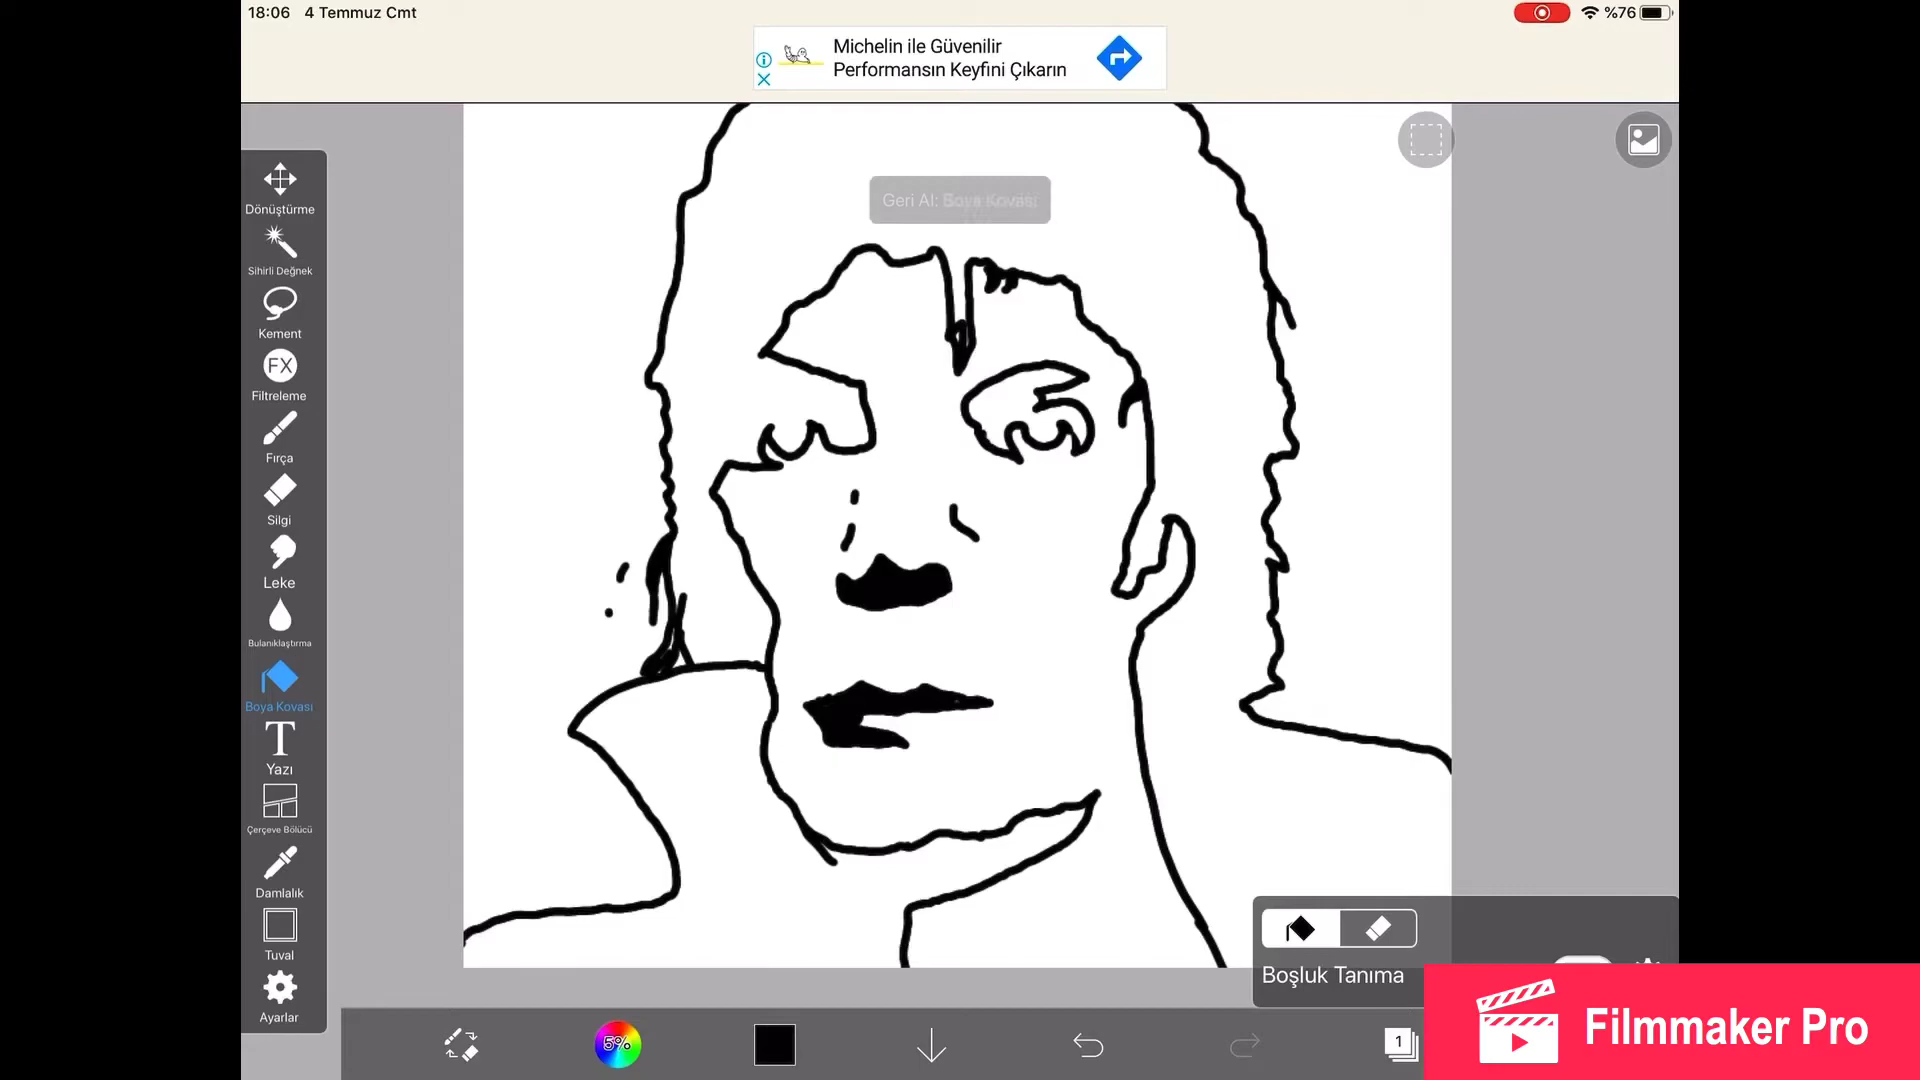 18:06 4 Temmuz Cmt
%76
Michelin ile Güvenilir
Performansın Keyfini Çıkarın
Geri Al: Boya Kovası
Dönüştürme
Sihirli Değnek
Kement
FX
Filtreleme
Fırça
Silgi
Leke
Bulanıklaştırma
Boya Kovası
T
Yazı
Çerçeve Bölücü
Damlalık
Tuval
Ayarlar
Boşluk Tanıma
5%
1
Filmmaker Pro